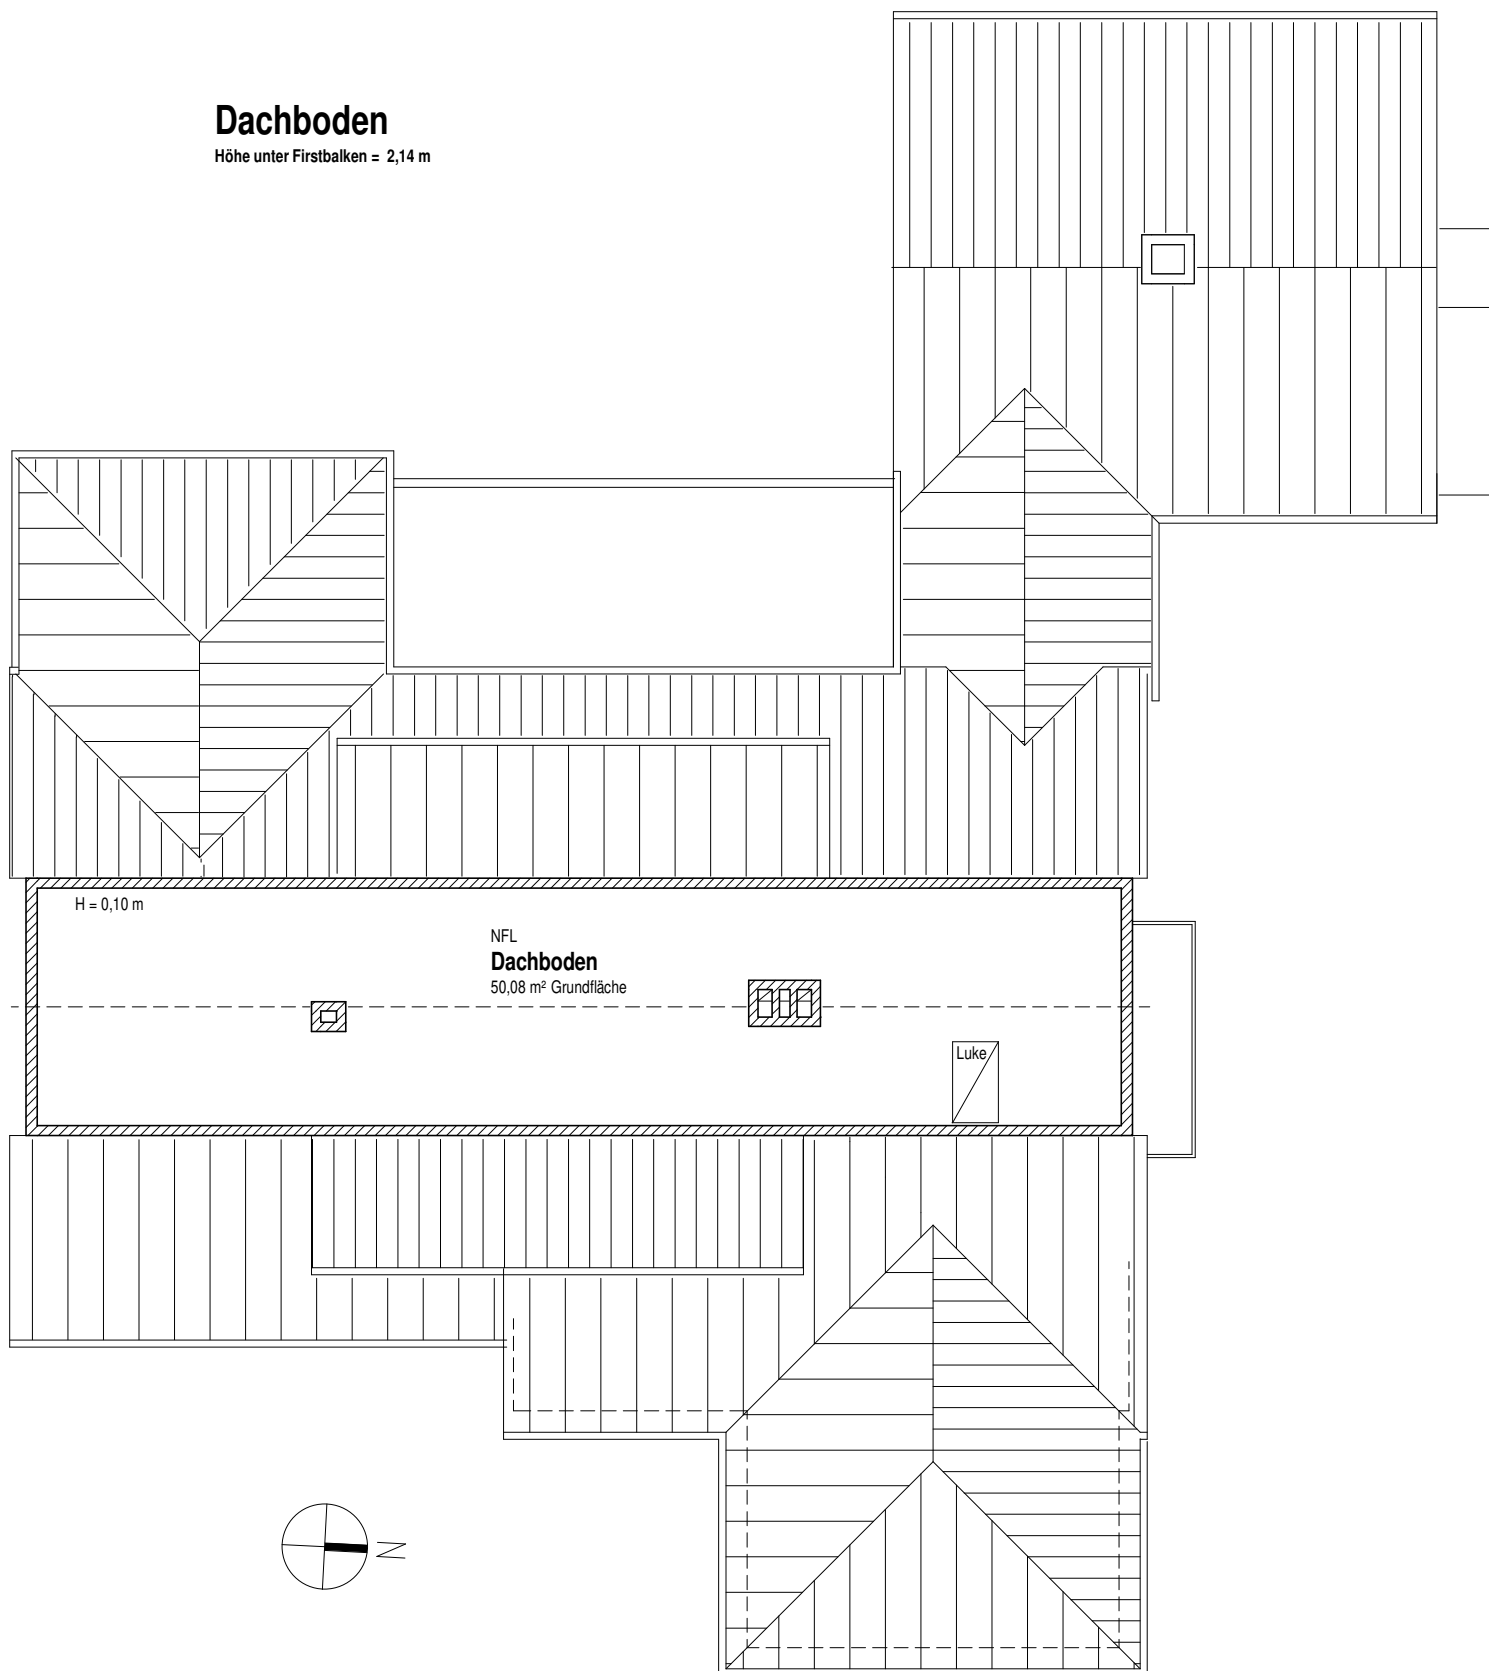 Dachboden
Höhe unter Firstbalken = 2,14 m
H = 0,10 m
NFL
Dachboden
50,08 m² Grundfläche
Luke
N